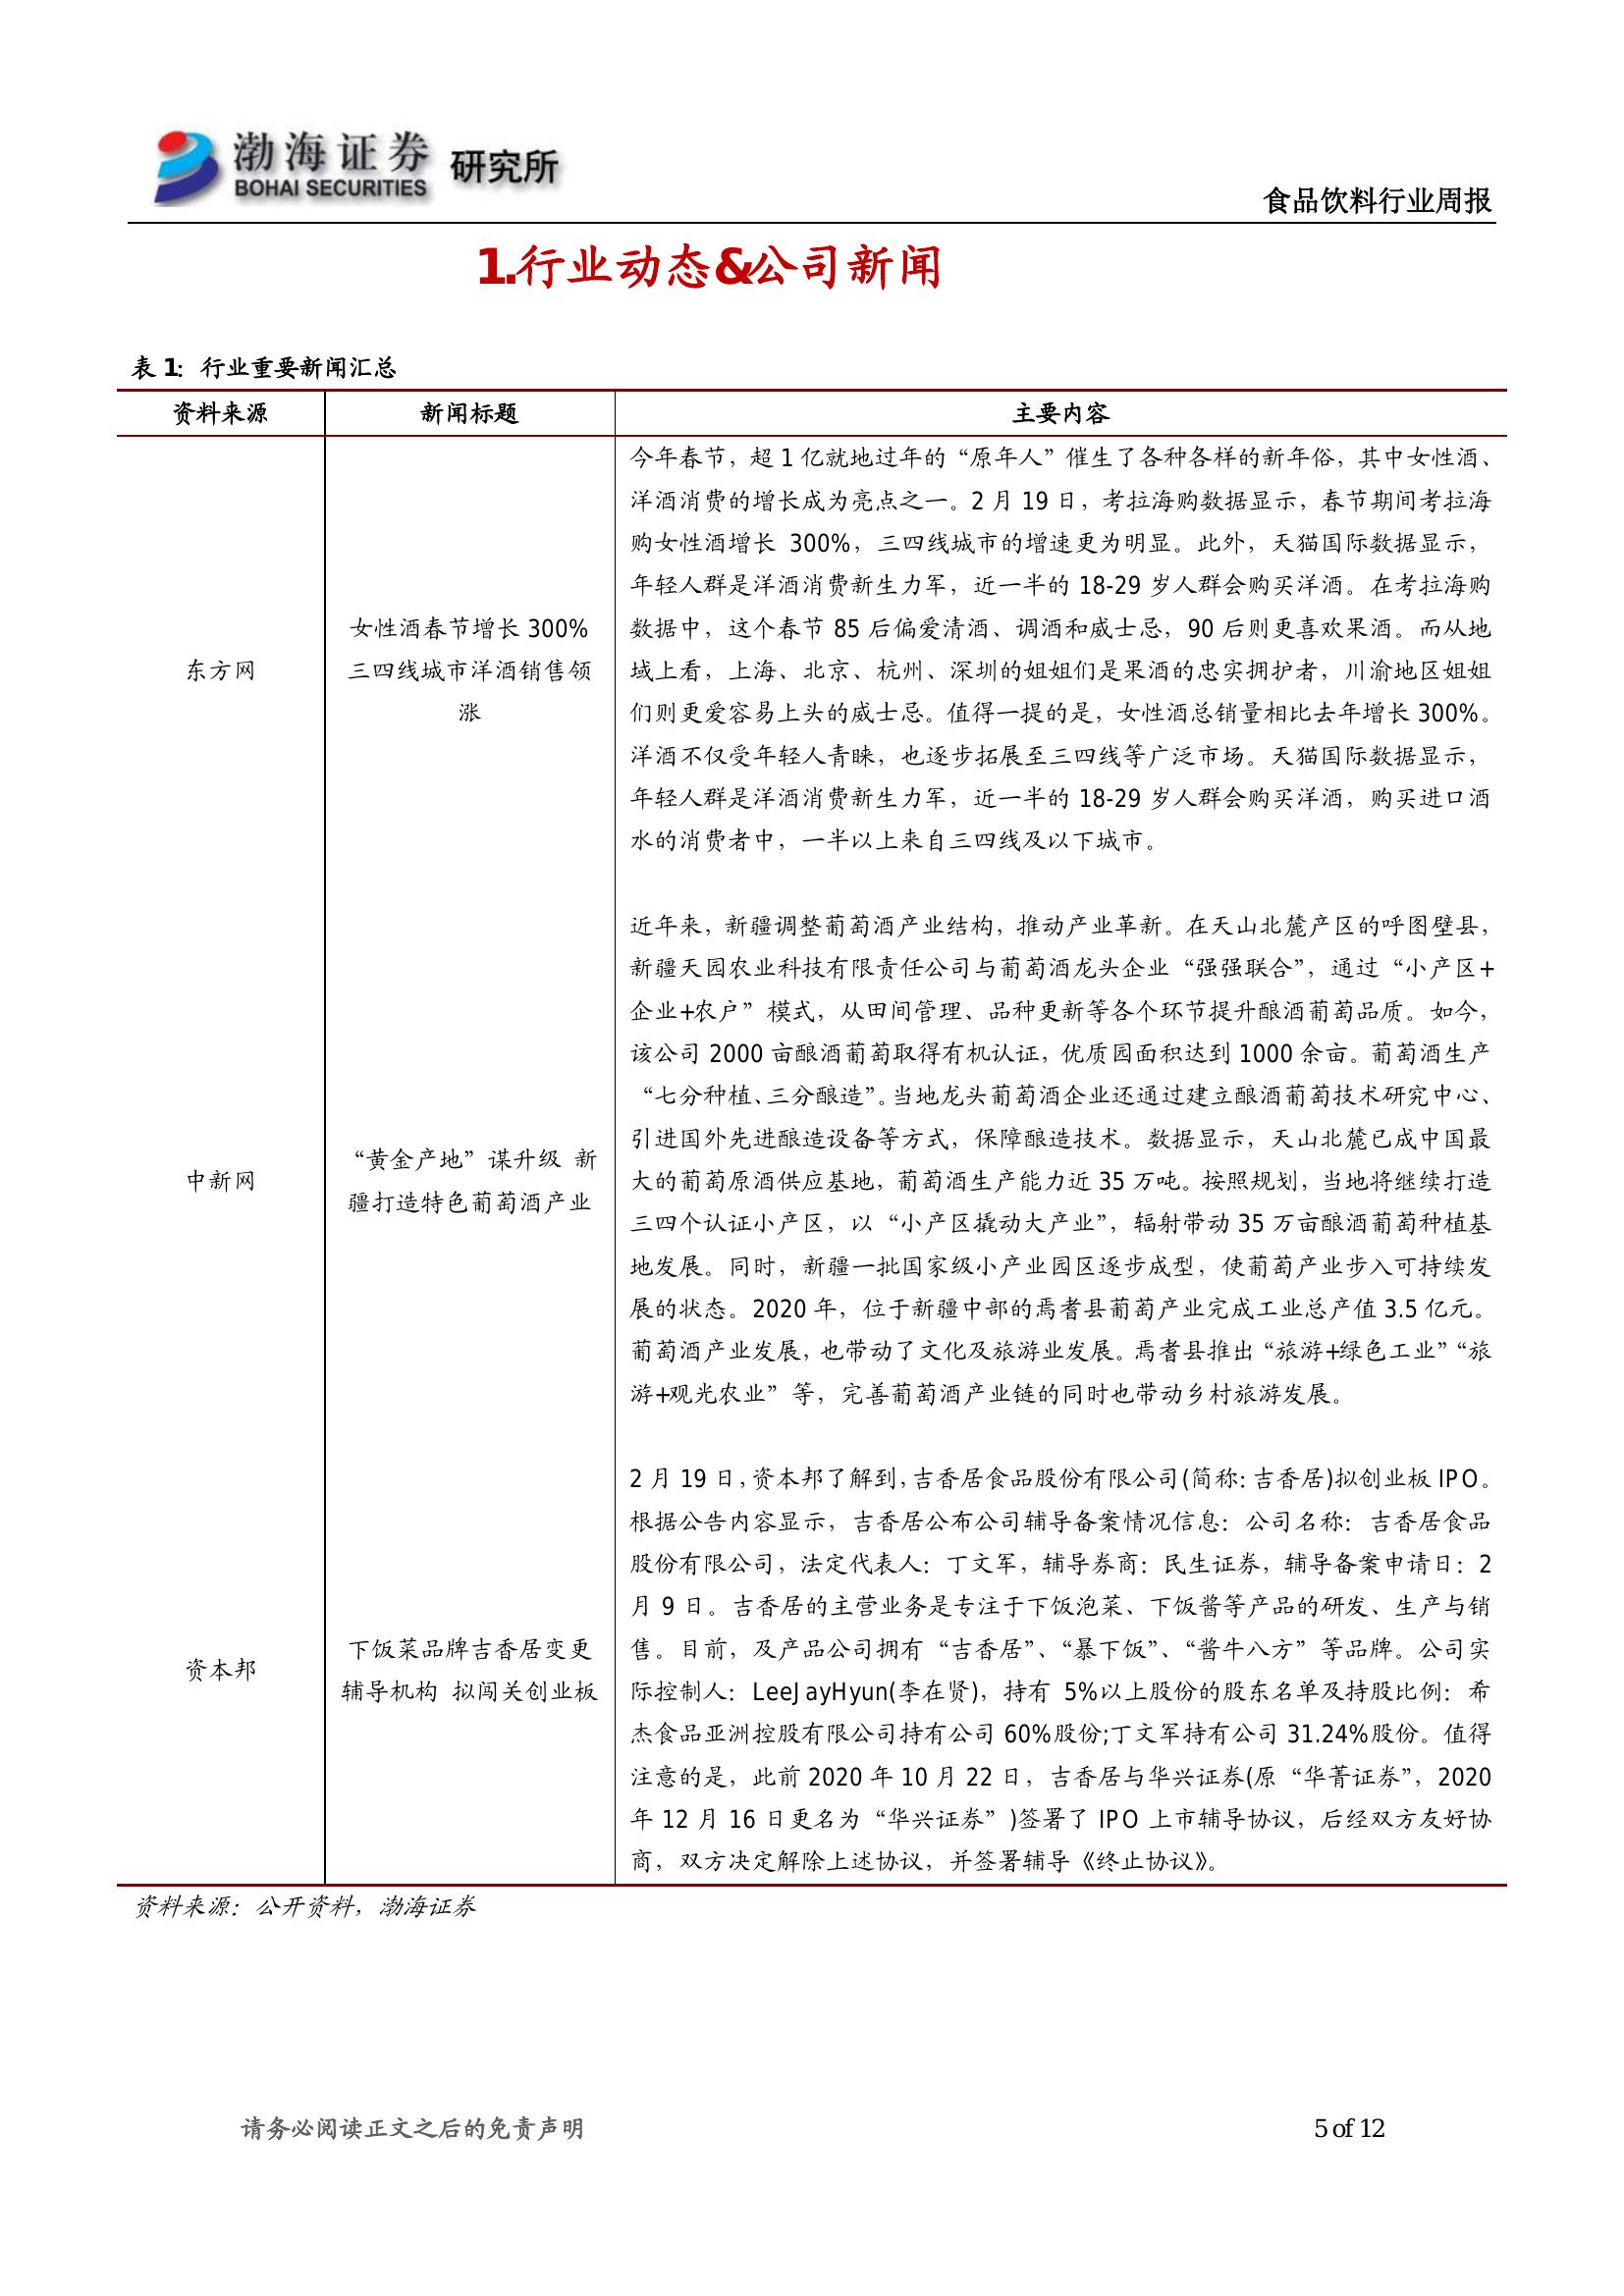 渤海证券 研究所
BOHAI SECURITIES
食品饮料行业周报
1.行业动态&公司新闻
表 1：行业重要新闻汇总
资料来源 新闻标题 主要内容
东方网
女性酒春节增长 300%
三四线城市洋酒销售领
涨
今年春节，超 1 亿就地过年的“原年人”催生了各种各样的新年俗，其中女性酒、
洋酒消费的增长成为亮点之一。2 月 19 日，考拉海购数据显示，春节期间考拉海
购女性酒增长 300%，三四线城市的增速更为明显。此外，天猫国际数据显示，
年轻人群是洋酒消费新生力军，近一半的 18-29 岁人群会购买洋酒。在考拉海购
数据中，这个春节 85 后偏爱清酒、调酒和威士忌，90 后则更喜欢果酒。而从地
域上看，上海、北京、杭州、深圳的姐姐们是果酒的忠实拥护者，川渝地区姐姐
们则更爱容易上头的威士忌。值得一提的是，女性酒总销量相比去年增长 300%。
洋酒不仅受年轻人青睐，也逐步拓展至三四线等广泛市场。天猫国际数据显示，
年轻人群是洋酒消费新生力军，近一半的 18-29 岁人群会购买洋酒，购买进口酒
水的消费者中，一半以上来自三四线及以下城市。
中新网
“黄金产地”谋升级 新
疆打造特色葡萄酒产业
近年来，新疆调整葡萄酒产业结构，推动产业革新。在天山北麓产区的呼图壁县，
新疆天园农业科技有限责任公司与葡萄酒龙头企业“强强联合”，通过“小产区+
企业+农户”模式，从田间管理、品种更新等各个环节提升酿酒葡萄品质。如今，
该公司 2000 亩酿酒葡萄取得有机认证，优质园面积达到 1000 余亩。葡萄酒生产
“七分种植、三分酿造”。当地龙头葡萄酒企业还通过建立酿酒葡萄技术研究中心、
引进国外先进酿造设备等方式，保障酿造技术。数据显示，天山北麓已成中国最
大的葡萄原酒供应基地，葡萄酒生产能力近 35 万吨。按照规划，当地将继续打造
三四个认证小产区，以“小产区撬动大产业”，辐射带动 35 万亩酿酒葡萄种植基
地发展。同时，新疆一批国家级小产业园区逐步成型，使葡萄产业步入可持续发
展的状态。2020 年，位于新疆中部的焉耆县葡萄产业完成工业总产值 3.5 亿元。
葡萄酒产业发展，也带动了文化及旅游业发展。焉耆县推出“旅游+绿色工业”“旅
游+观光农业”等，完善葡萄酒产业链的同时也带动乡村旅游发展。
资本邦
下饭菜品牌吉香居变更
辅导机构 拟闯关创业板
2 月 19 日，资本邦了解到，吉香居食品股份有限公司(简称：吉香居)拟创业板 IPO。
根据公告内容显示，吉香居公布公司辅导备案情况信息：公司名称：吉香居食品
股份有限公司，法定代表人：丁文军，辅导券商：民生证券，辅导备案申请日：2
月 9 日。吉香居的主营业务是专注于下饭泡菜、下饭酱等产品的研发、生产与销
售。目前，及产品公司拥有“吉香居”、“暴下饭”、“酱牛八方”等品牌。公司实
际控制人：LeeJayHyun(李在贤)，持有 5%以上股份的股东名单及持股比例：希
杰食品亚洲控股有限公司持有公司 60%股份;丁文军持有公司 31.24%股份。值得
注意的是，此前 2020 年 10 月 22 日，吉香居与华兴证券(原“华菁证券”，2020
年 12 月 16 日更名为“华兴证券”)签署了 IPO 上市辅导协议，后经双方友好协
商，双方决定解除上述协议，并签署辅导《终止协议》。
资料来源：公开资料，渤海证券
请务必阅读正文之后的免责声明 5 of 12